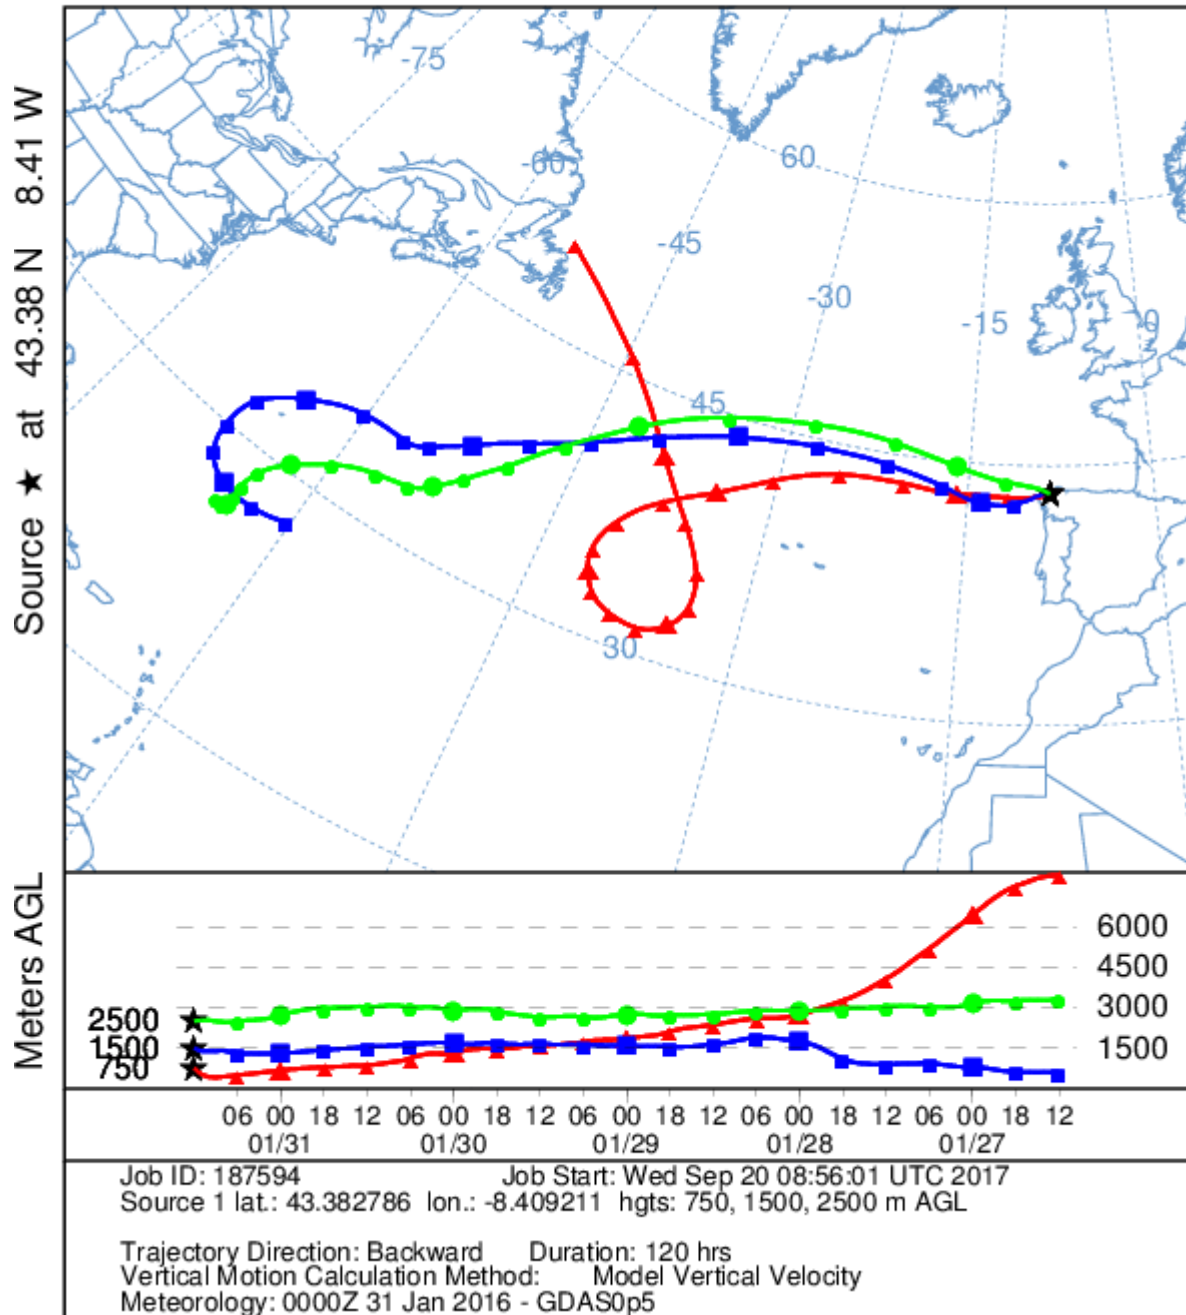 Source ★ at 43.38 N 8.41 W
-75
-60
60
-45
-30
-15
0
45
30
Meters AGL
6000
4500
3000
2500
1500
1500
750
06 00 18 12 06 00 18 12 06 00 18 12 06 00 18 12 06 00 18 12
01/31 01/30 01/29 01/28 01/27
Job ID: 187594 Job Start: Wed Sep 20 08:56:01 UTC 2017
Source 1 lat.: 43.382786 lon.: -8.409211 hgts: 750, 1500, 2500 m AGL
Trajectory Direction: Backward Duration: 120 hrs
Vertical Motion Calculation Method: Model Vertical Velocity
Meteorology: 0000Z 31 Jan 2016 - GDAS0p5